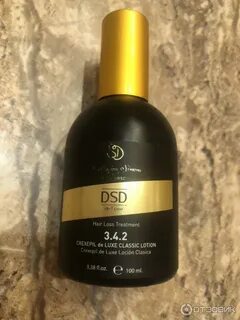 DSD
Hair Loss Treatment
3.4.2
CREXEPIL de LUXE CLASSIC LOTION
Crexepil de Luxe Loción Clasica
3.38 fl.oz. 100 ml